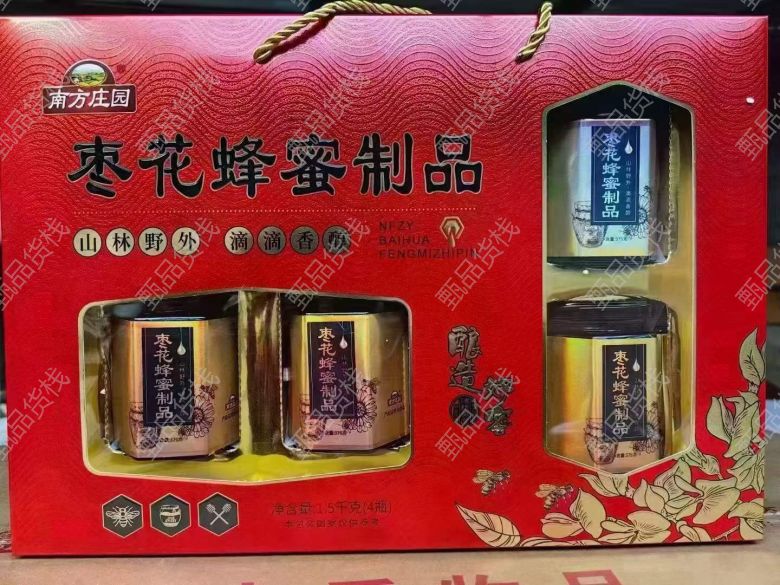 南方庄园
枣花蜂蜜制品
山林野外 滴滴香醇
NFZY
BAIHUA
FENGMIZHIPIN
枣花蜂蜜制品
枣花蜂蜜制品
枣花蜂蜜制品
枣花蜂蜜制品
酿造
净含量:1.5千克(4瓶)
甄品货栈